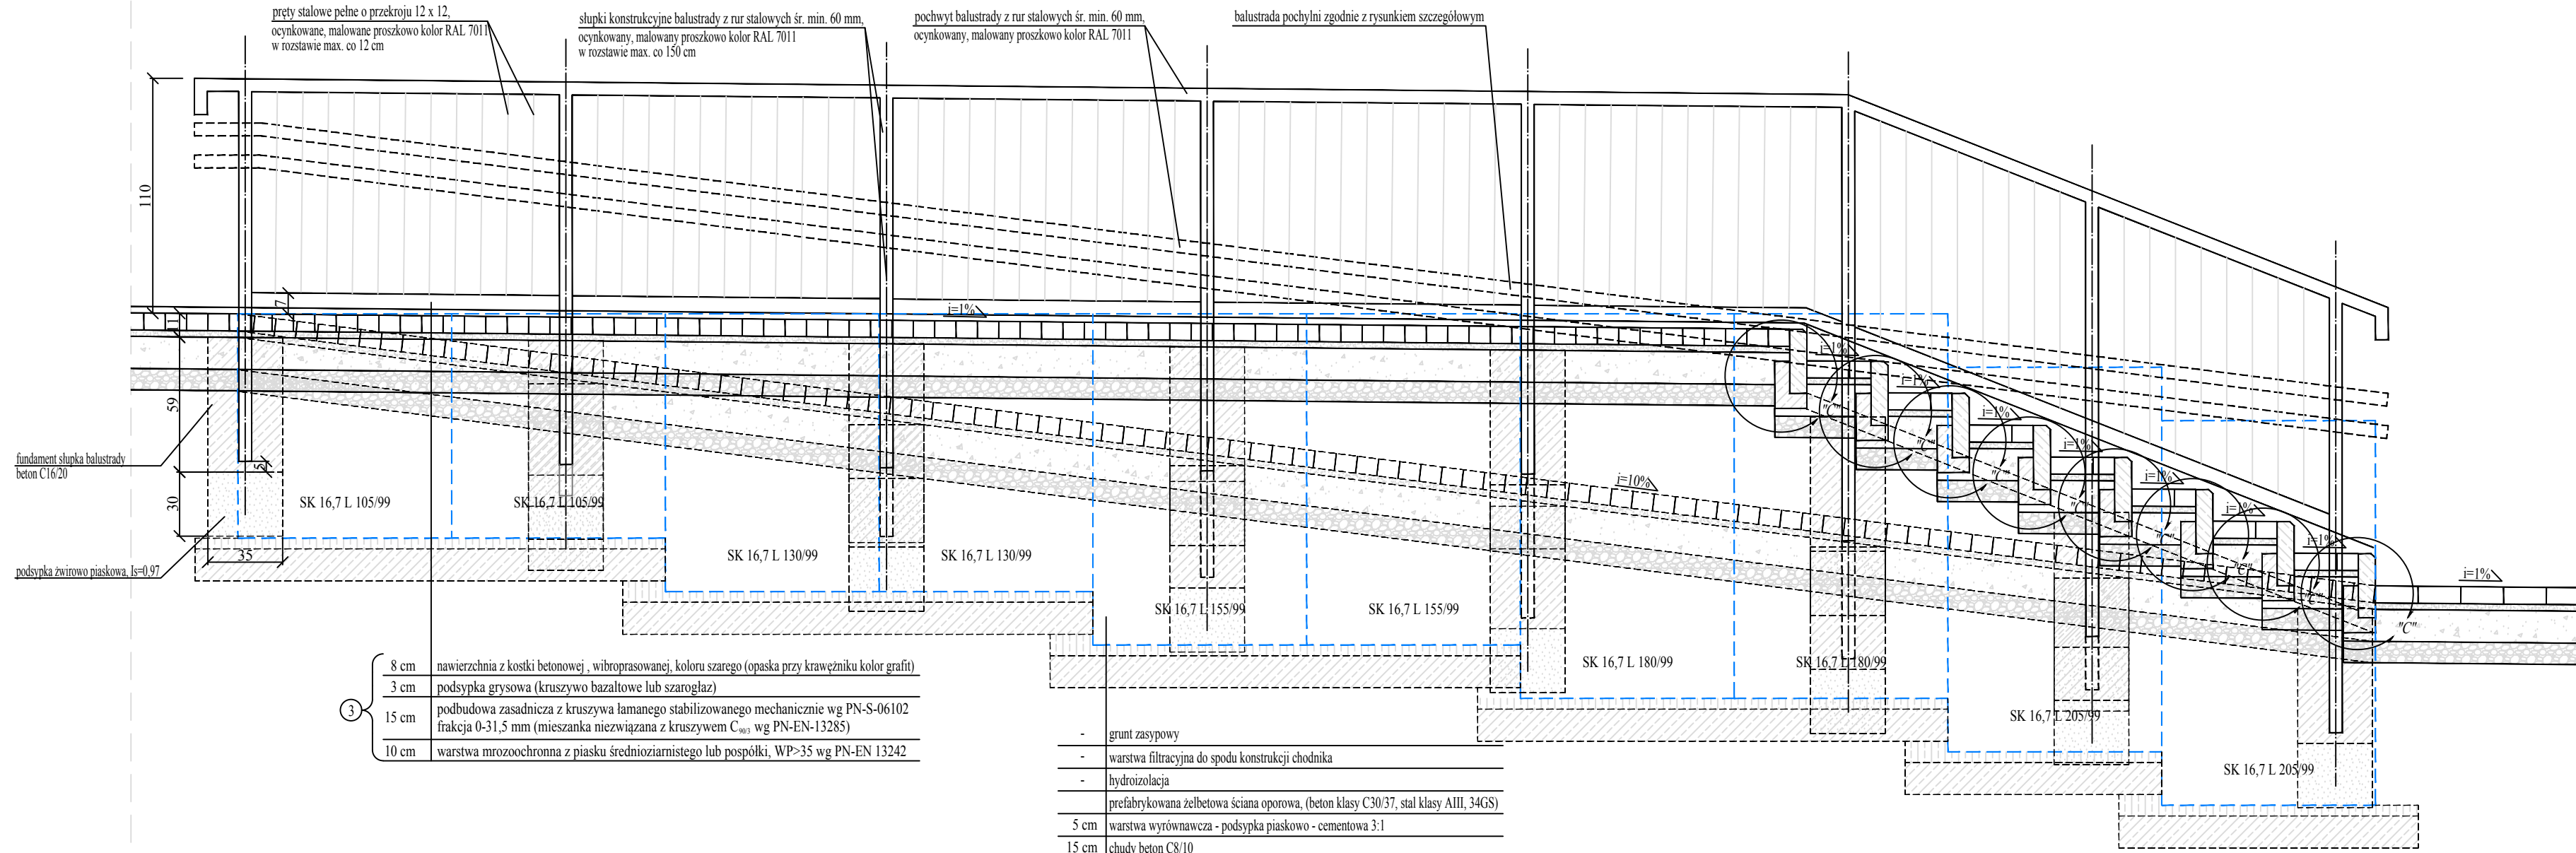 pręty stalowe pełne o przekroju 12 x 12,
ocynkowane, malowane proszkowo kolor RAL 7011
w rozstawie max. co 12 cm
słupki konstrukcyjne balustrady z rur stalowych śr. min. 60 mm,
ocynkowany, malowany proszkowo kolor RAL 7011
w rozstawie max. co 150 cm
pochwyt balustrady z rur stalowych śr. min. 60 mm,
ocynkowany, malowany proszkowo kolor RAL 7011
balustrada pochylni zgodnie z rysunkiem szczegółowym
110
7
11
59
5
30
35
fundament słupka balustrady
beton C16/20
podsypka żwirowo piaskowa, Is=0,97
i=1%
i=10%
i=1%
i=1%
i=1%
i=1%
i=1%
i=1%
i=1%
i=1%
"C"
"C"
"C"
"C"
"C"
"C"
"C"
"C"
SK 16,7 L 105/99
SK 16,7 L 105/99
SK 16,7 L 130/99
SK 16,7 L 130/99
SK 16,7 L 155/99
SK 16,7 L 155/99
SK 16,7 L 180/99
SK 16,7 L 180/99
SK 16,7 L 205/99
SK 16,7 L 205/99
3
8 cm nawierzchnia z kostki betonowej , wibroprasowanej, koloru szarego (opaska przy krawężniku kolor grafit)
3 cm podsypka grysowa (kruszywo bazaltowe lub szarogłaz)
15 cm podbudowa zasadnicza z kruszywa łamanego stabilizowanego mechanicznie wg PN-S-06102
frakcja 0-31,5 mm (mieszanka niezwiązana z kruszywem C90/3 wg PN-EN-13285)
10 cm warstwa mrozoochronna z piasku średnioziarnistego lub pospółki, WP>35 wg PN-EN 13242
- grunt zasypowy
- warstwa filtracyjna do spodu konstrukcji chodnika
- hydroizolacja
prefabrykowana żelbetowa ściana oporowa, (beton klasy C30/37, stal klasy AIII, 34GS)
5 cm warstwa wyrównawcza - podsypka piaskowo - cementowa 3:1
15 cm chudy beton C8/10